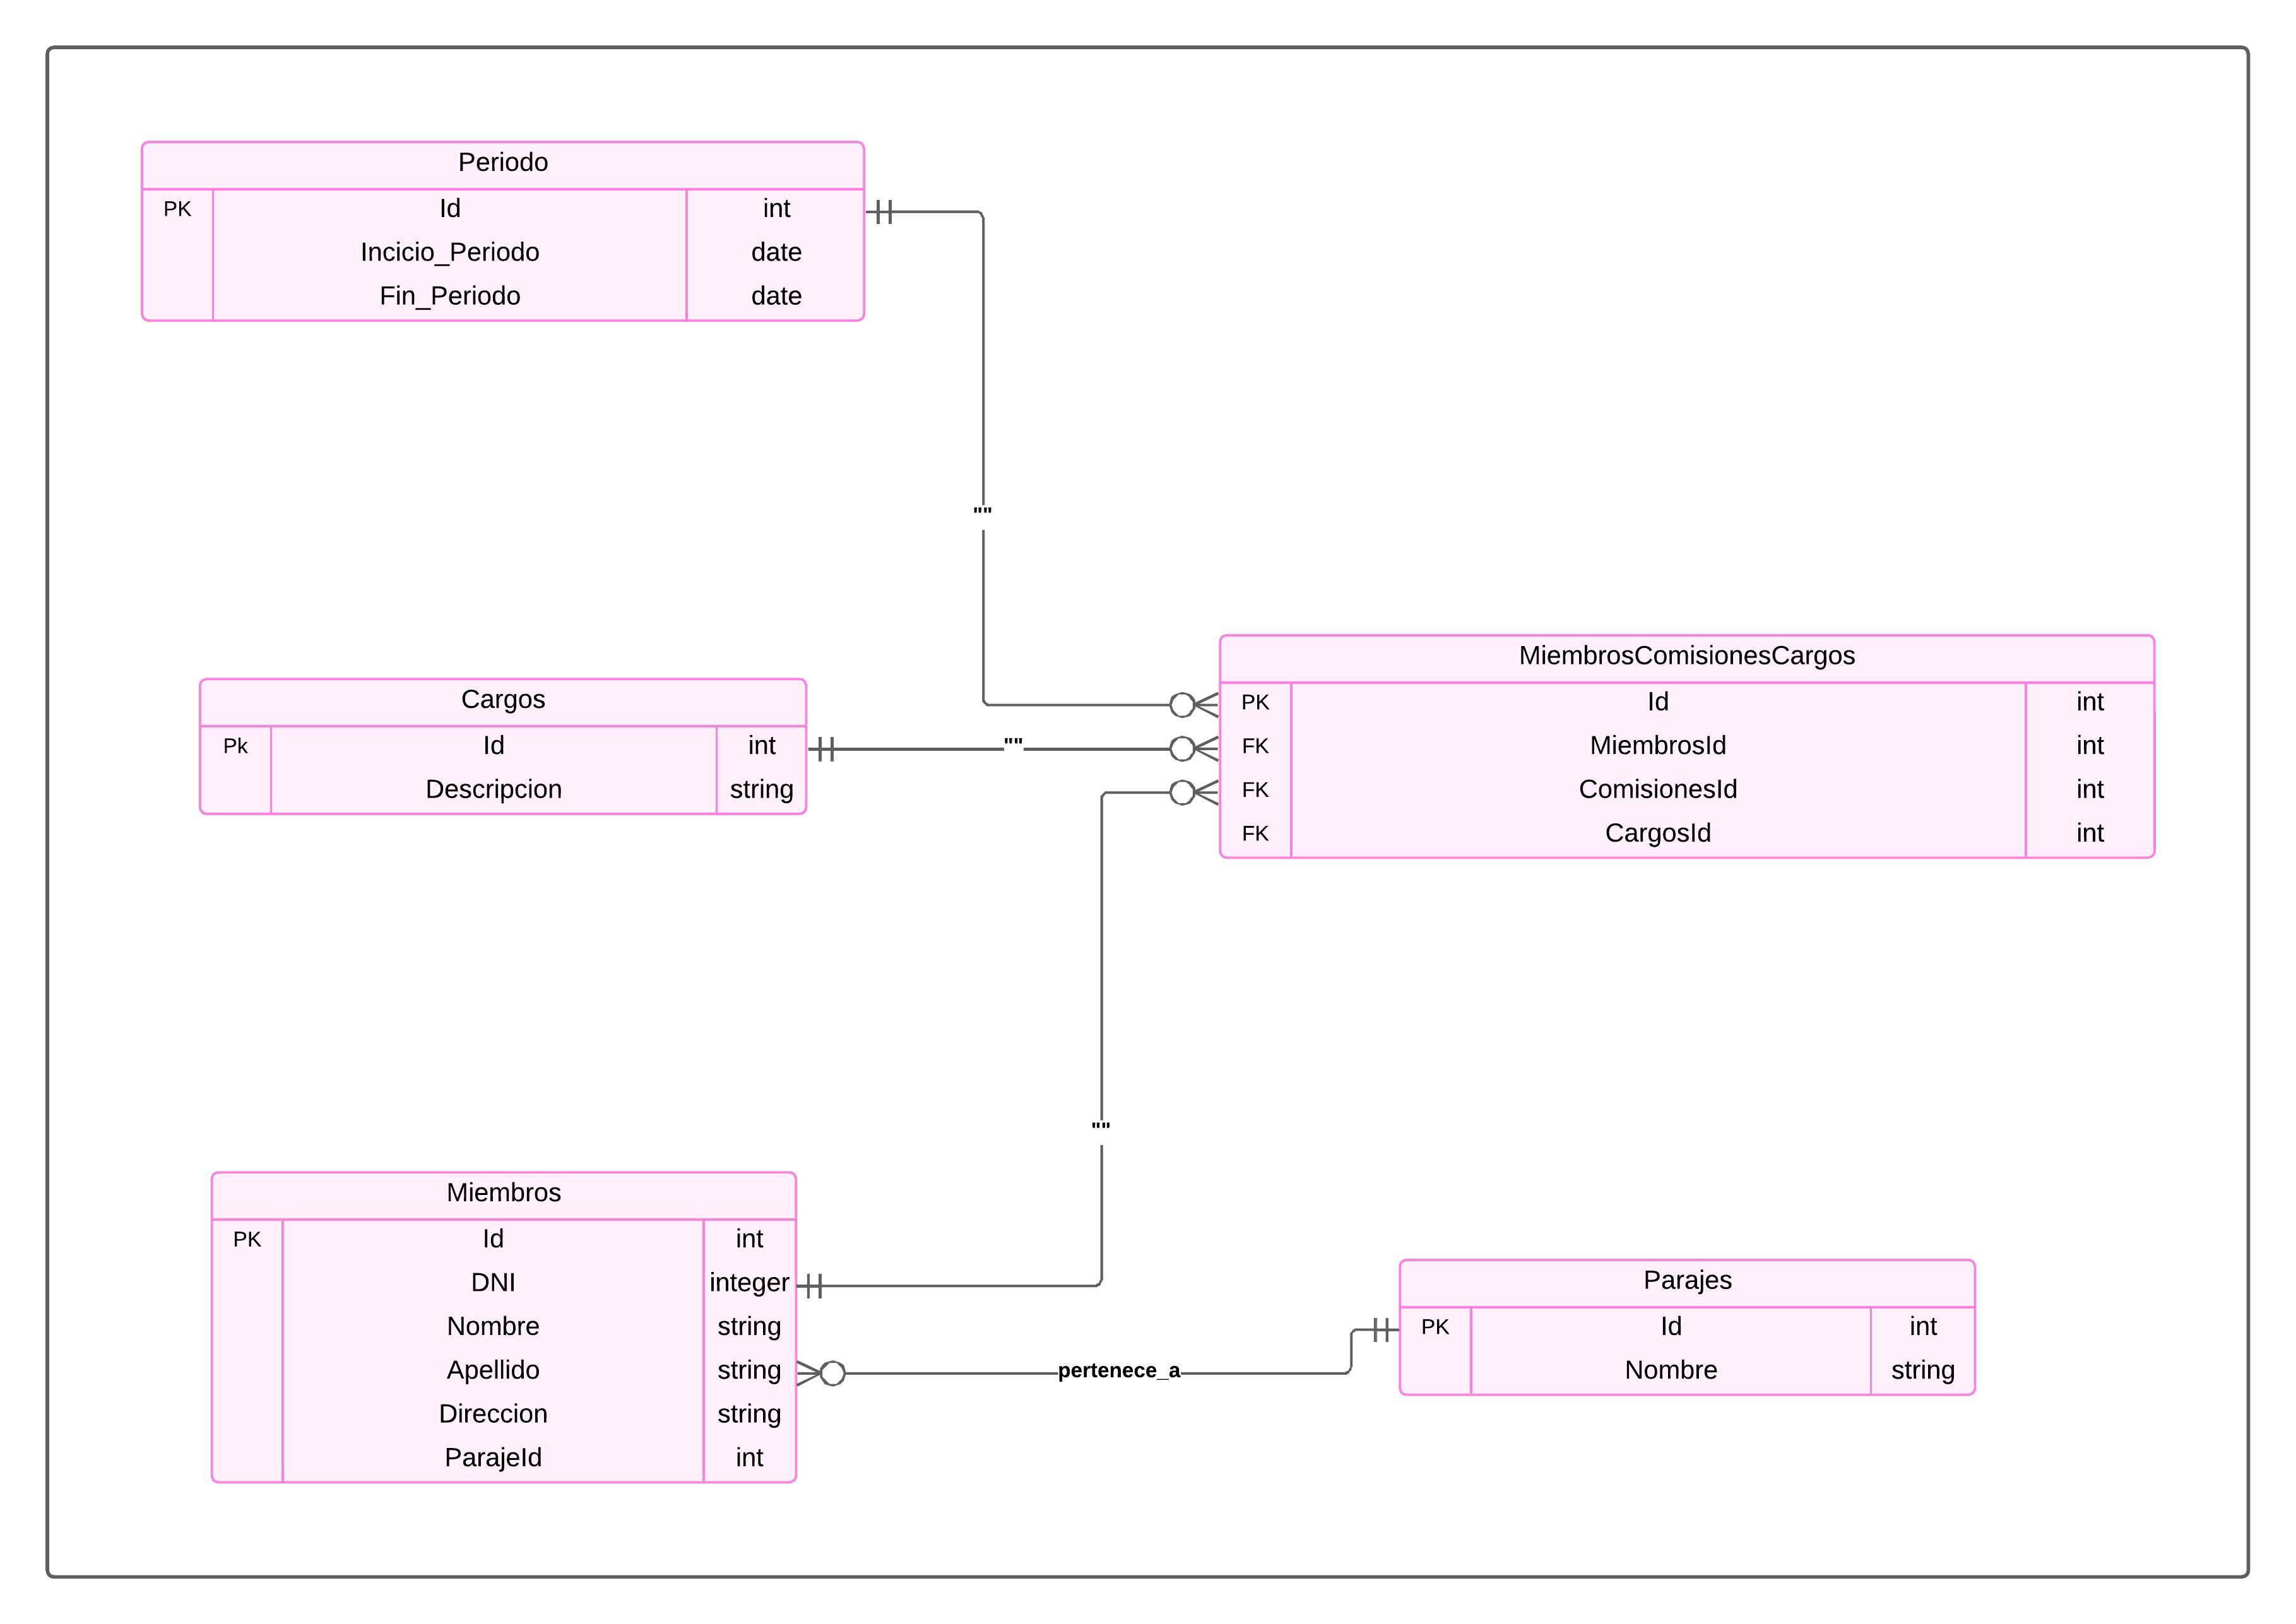 Periodo
PK Id int
Incicio_Periodo date
Fin_Periodo date
""
Cargos
Pk Id int
Descripcion string
""
MiembrosComisionesCargos
PK Id int
FK MiembrosId int
FK ComisionesId int
FK CargosId int
""
Miembros
PK Id int
DNI integer
Nombre string
Apellido string
Direccion string
ParajeId int
pertenece_a
Parajes
PK Id int
Nombre string